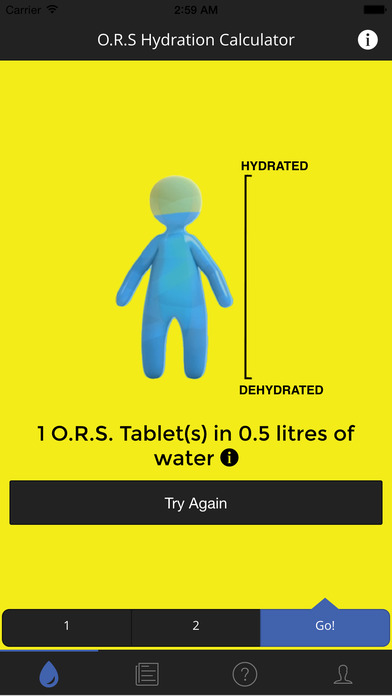 Carrier 2:59 AM
O.R.S Hydration Calculator
HYDRATED
DEHYDRATED
1 O.R.S. Tablet(s) in 0.5 litres of
water
Try Again
1 2 Go!